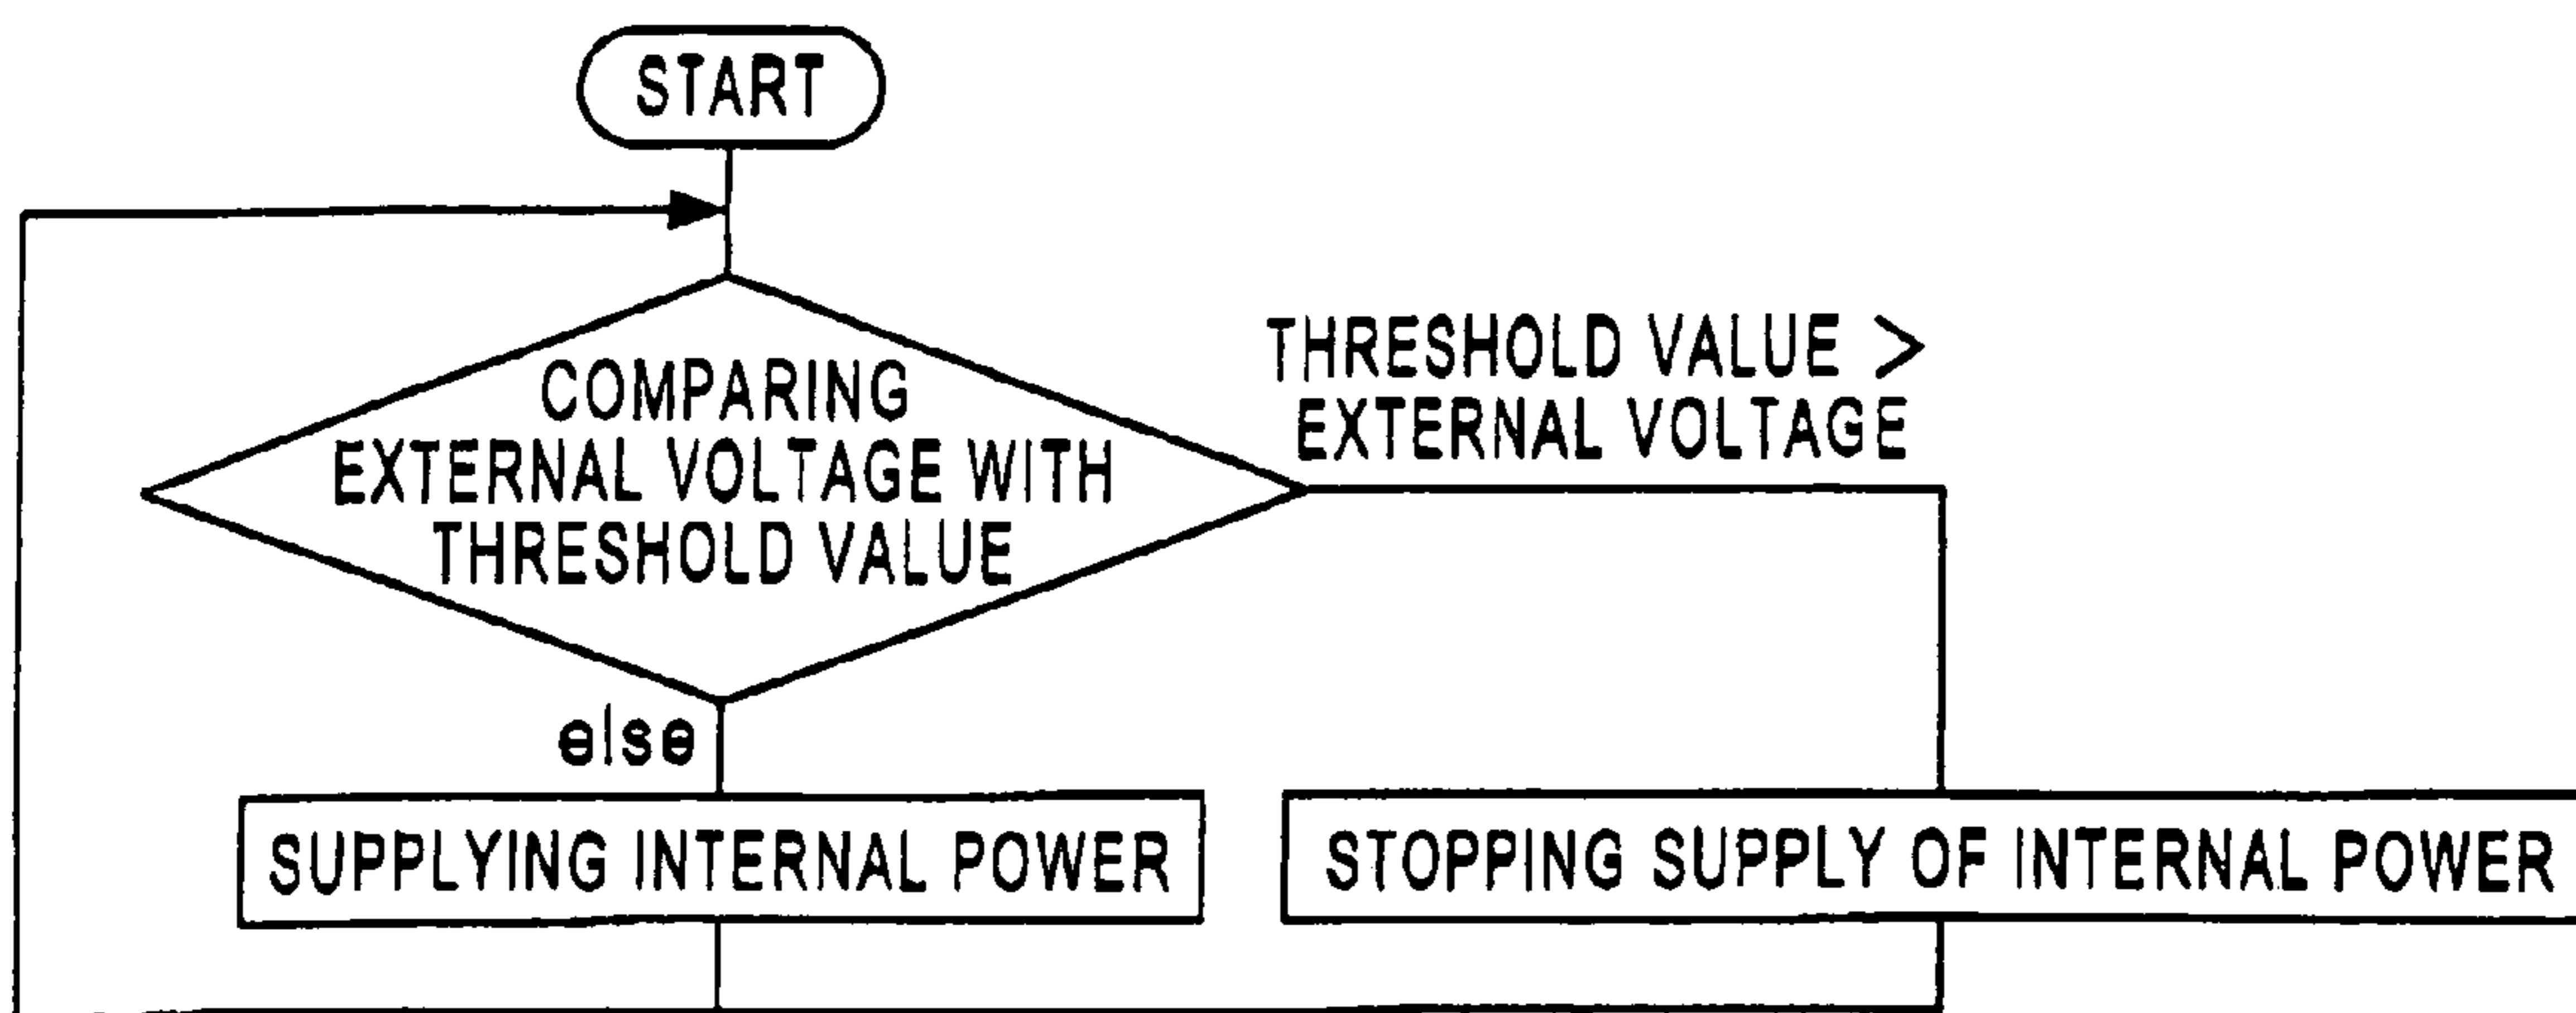 START
COMPARING
EXTERNAL VOLTAGE WITH
THRESHOLD VALUE
THRESHOLD VALUE >
EXTERNAL VOLTAGE
else
SUPPLYING INTERNAL POWER
STOPPING SUPPLY OF INTERNAL POWER